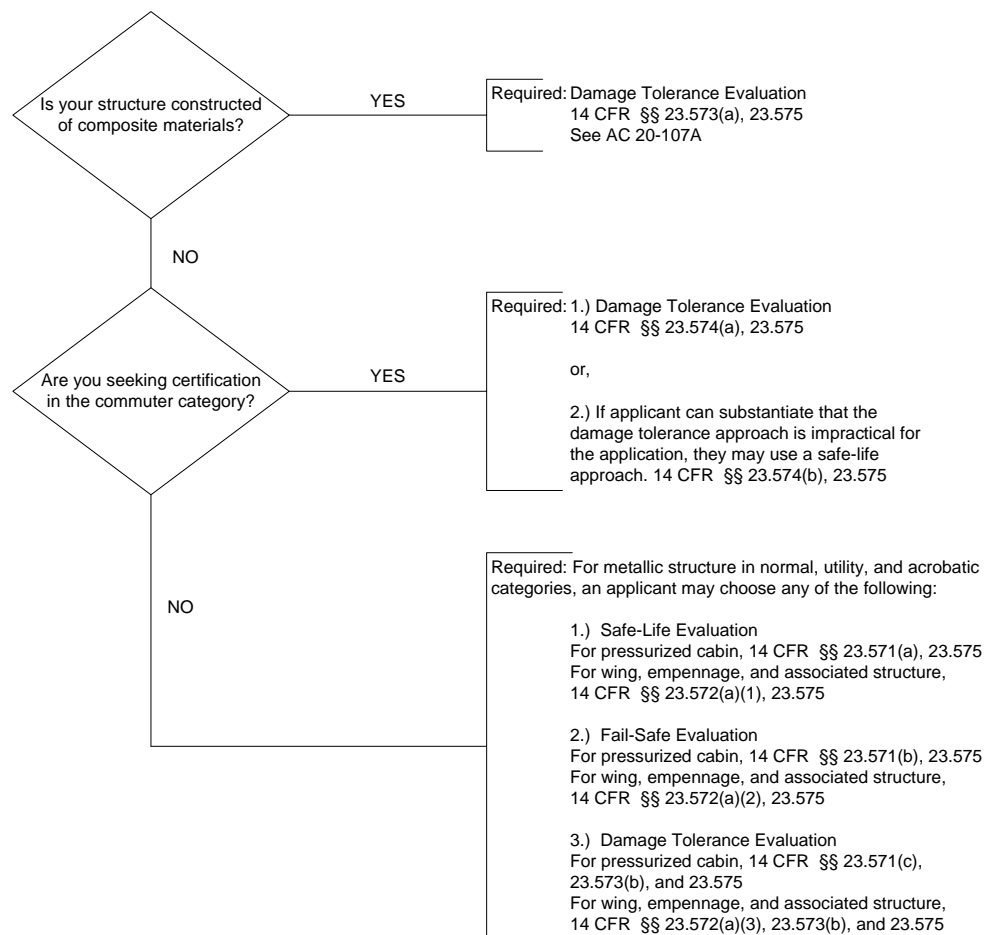 Is your structure constructed
of composite materials?
YES
Required: Damage Tolerance Evaluation
14 CFR §§ 23.573(a), 23.575
See AC 20-107A
NO
Are you seeking certification
in the commuter category?
YES
Required: 1.) Damage Tolerance Evaluation
14 CFR §§ 23.574(a), 23.575
or,
2.) If applicant can substantiate that the
damage tolerance approach is impractical for
the application, they may use a safe-life
approach. 14 CFR §§ 23.574(b), 23.575
NO
Required: For metallic structure in normal, utility, and acrobatic
categories, an applicant may choose any of the following:
1.) Safe-Life Evaluation
For pressurized cabin, 14 CFR §§ 23.571(a), 23.575
For wing, empennage, and associated structure,
14 CFR §§ 23.572(a)(1), 23.575
2.) Fail-Safe Evaluation
For pressurized cabin, 14 CFR §§ 23.571(b), 23.575
For wing, empennage, and associated structure,
14 CFR §§ 23.572(a)(2), 23.575
3.) Damage Tolerance Evaluation
For pressurized cabin, 14 CFR §§ 23.571(c),
23.573(b), and 23.575
For wing, empennage, and associated structure,
14 CFR §§ 23.572(a)(3), 23.573(b), and 23.575